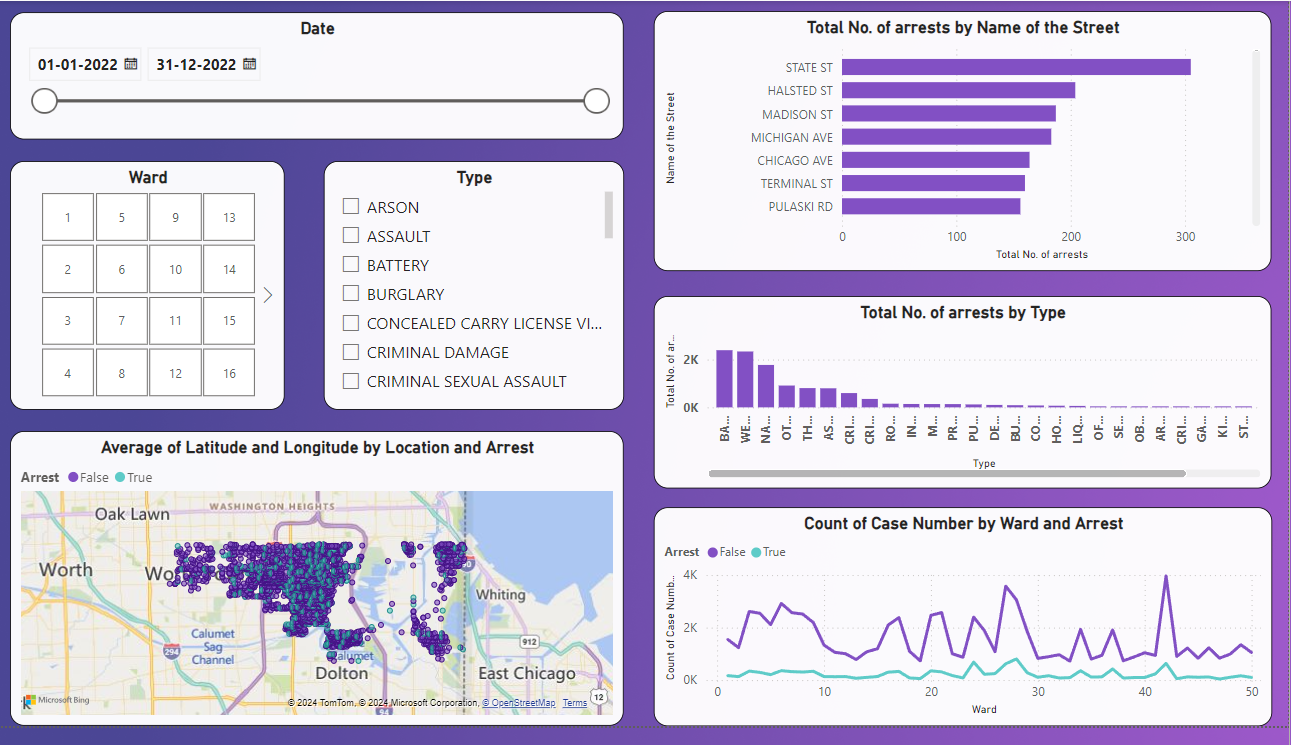 Date
01-01-2022
31-12-2022
Ward
1 5 9 13
2 6 10 14
3 7 11 15
4 8 12 16
Type
ARSON
ASSAULT
BATTERY
BURGLARY
CONCEALED CARRY LICENSE VI...
CRIMINAL DAMAGE
CRIMINAL SEXUAL ASSAULT
Average of Latitude and Longitude by Location and Arrest
Arrest False True
WASHINGTON HEIGHTS
Oak Lawn
Worth
Wo
90
Whiting
Calumet
Sag
Channel
294
912
Calumet
Dolton
East Chicago
12
94
Microsoft Bing
© 2024 TomTom, © 2024 Microsoft Corporation, © OpenStreetMap Terms
Total No. of arrests by Name of the Street
Name of the Street
STATE ST
HALSTED ST
MADISON ST
MICHIGAN AVE
CHICAGO AVE
TERMINAL ST
PULASKI RD
0 100 200 300
Total No. of arrests
Total No. of arrests by Type
Total No. of ar...
2K
0K
BA... WE... NA... OT... TH... AS... CRI... CRI... RO... IN... M... PR... PU... DE... BU... CO... HO... LIQ... OF... SE... OB... AR... CRI... GA... KI... ST...
Type
Count of Case Number by Ward and Arrest
Arrest False True
Count of Case Numb...
4K
2K
0K
0 10 20 30 40 50
Ward